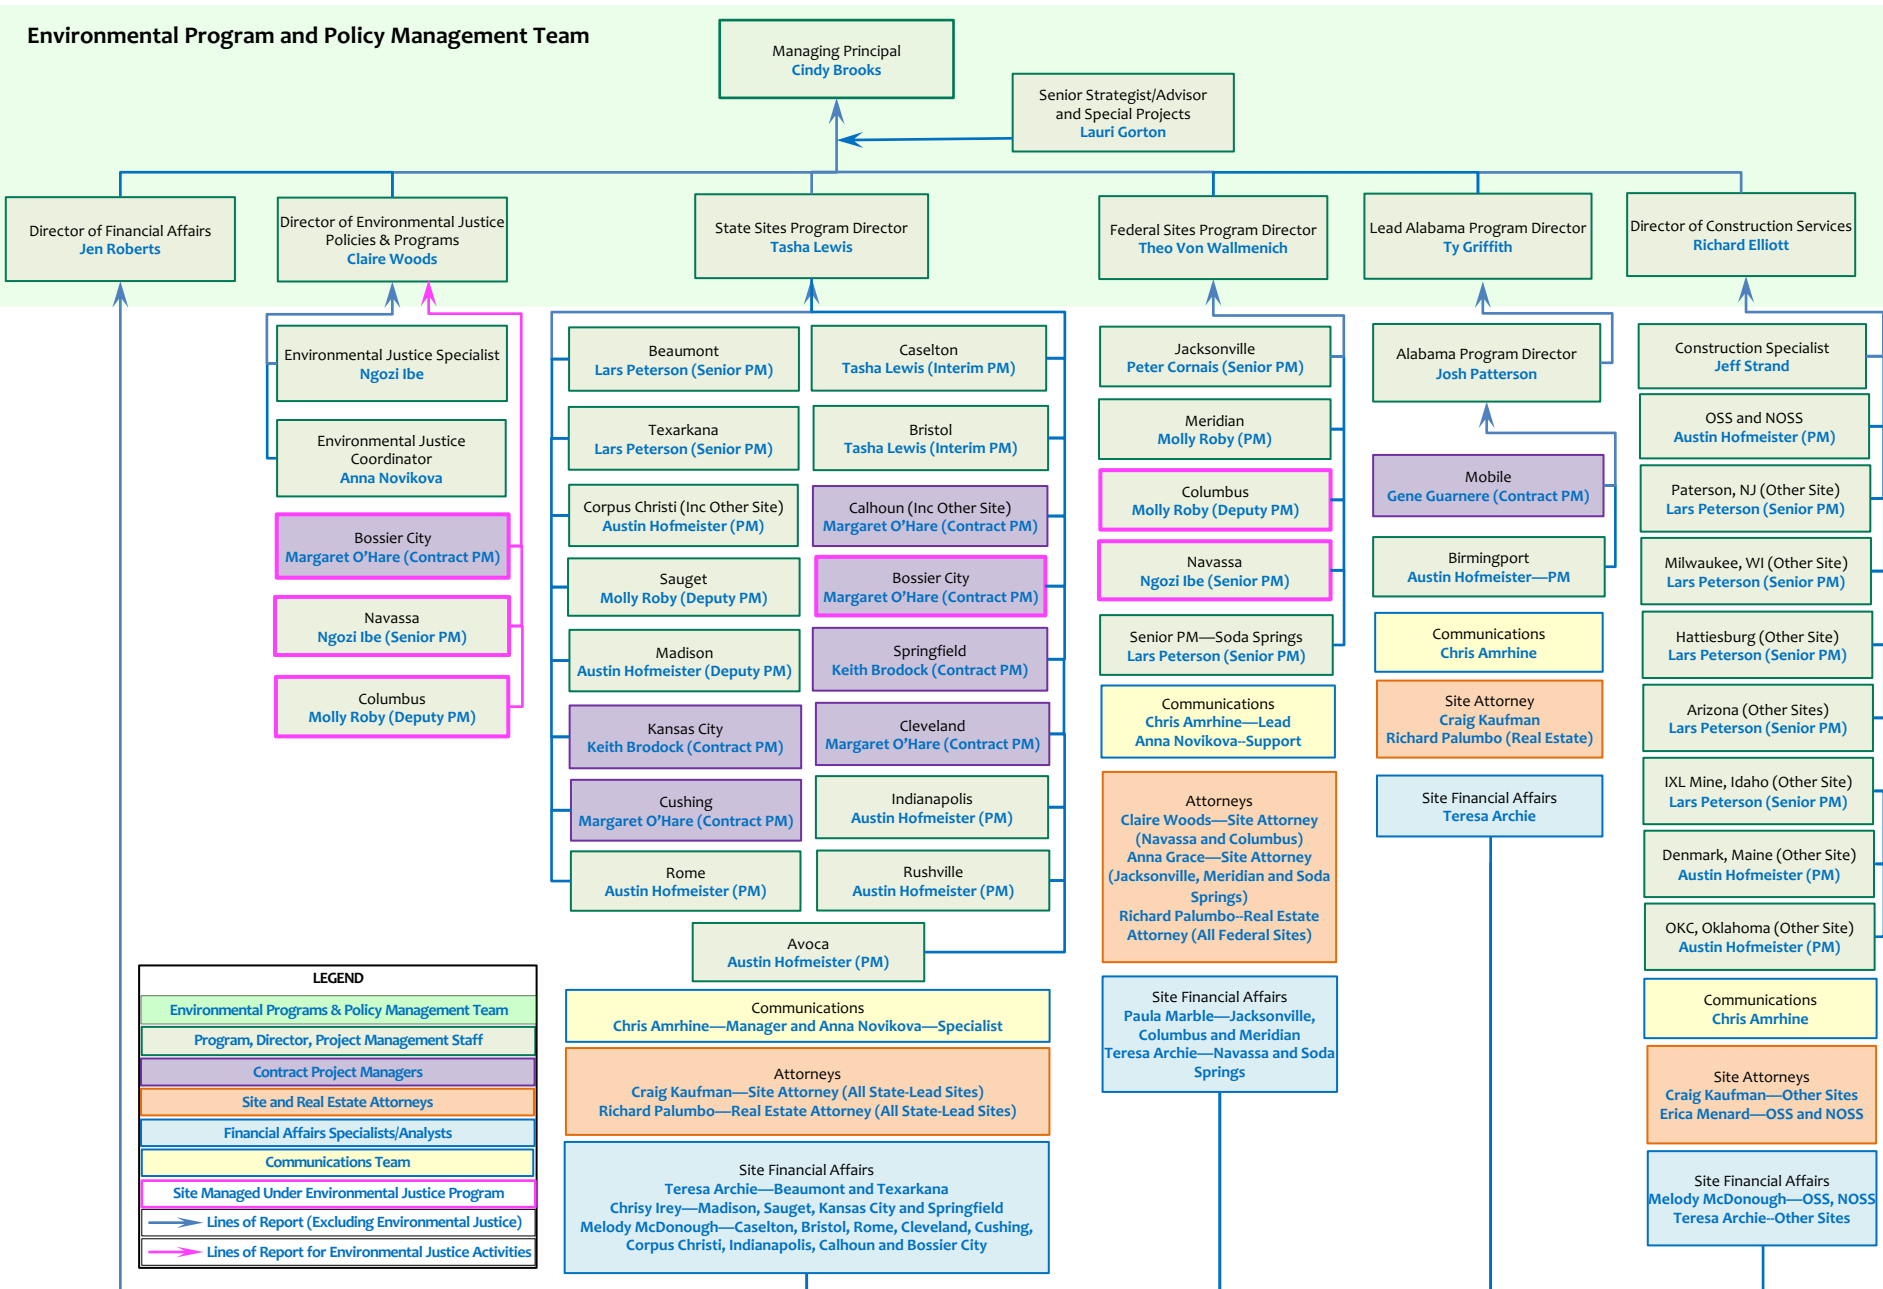 Environmental Program and Policy Management Team
Managing Principal
Cindy Brooks
Senior Strategist/Advisor
and Special Projects
Lauri Gorton
Director of Financial Affairs
Jen Roberts
Director of Environmental Justice
Policies & Programs
Claire Woods
State Sites Program Director
Tasha Lewis
Federal Sites Program Director
Theo Von Wallmenich
Lead Alabama Program Director
Ty Griffith
Director of Construction Services
Richard Elliott
Environmental Justice Specialist
Ngozi Ibe
Environmental Justice
Coordinator
Anna Novikova
Bossier City
Margaret O'Hare (Contract PM)
Navassa
Ngozi Ibe (Senior PM)
Columbus
Molly Roby (Deputy PM)
Beaumont
Lars Peterson (Senior PM)
Texarkana
Lars Peterson (Senior PM)
Corpus Christi (Inc Other Site)
Austin Hofmeister (PM)
Sauget
Molly Roby (Deputy PM)
Madison
Austin Hofmeister (Deputy PM)
Kansas City
Keith Brodock (Contract PM)
Cushing
Margaret O'Hare (Contract PM)
Rome
Austin Hofmeister (PM)
Caselton
Tasha Lewis (Interim PM)
Bristol
Tasha Lewis (Interim PM)
Calhoun (Inc Other Site)
Margaret O'Hare (Contract PM)
Bossier City
Margaret O'Hare (Contract PM)
Springfield
Keith Brodock (Contract PM)
Cleveland
Margaret O'Hare (Contract PM)
Indianapolis
Austin Hofmeister (PM)
Rushville
Austin Hofmeister (PM)
Avoca
Austin Hofmeister (PM)
Communications
Chris Amrhine—Manager and Anna Novikova—Specialist
Attorneys
Craig Kaufman—Site Attorney (All State-Lead Sites)
Richard Palumbo—Real Estate Attorney (All State-Lead Sites)
Site Financial Affairs
Teresa Archie—Beaumont and Texarkana
Chrisy Irey—Madison, Sauget, Kansas City and Springfield
Melody McDonough—Caselton, Bristol, Rome, Cleveland, Cushing,
Corpus Christi, Indianapolis, Calhoun and Bossier City
Jacksonville
Peter Cornais (Senior PM)
Meridian
Molly Roby (PM)
Columbus
Molly Roby (Deputy PM)
Navassa
Ngozi Ibe (Senior PM)
Senior PM—Soda Springs
Lars Peterson (Senior PM)
Communications
Chris Amrhine—Lead
Anna Novikova--Support
Attorneys
Claire Woods—Site Attorney
(Navassa and Columbus)
Anna Grace—Site Attorney
(Jacksonville, Meridian and Soda
Springs)
Richard Palumbo--Real Estate
Attorney (All Federal Sites)
Site Financial Affairs
Paula Marble—Jacksonville,
Columbus and Meridian
Teresa Archie—Navassa and Soda
Springs
Alabama Program Director
Josh Patterson
Mobile
Gene Guarnere (Contract PM)
Birmingport
Austin Hofmeister—PM
Communications
Chris Amrhine
Site Attorney
Craig Kaufman
Richard Palumbo (Real Estate)
Site Financial Affairs
Teresa Archie
Construction Specialist
Jeff Strand
OSS and NOSS
Austin Hofmeister (PM)
Paterson, NJ (Other Site)
Lars Peterson (Senior PM)
Milwaukee, WI (Other Site)
Lars Peterson (Senior PM)
Hattiesburg (Other Site)
Lars Peterson (Senior PM)
Arizona (Other Sites)
Lars Peterson (Senior PM)
IXL Mine, Idaho (Other Site)
Lars Peterson (Senior PM)
Denmark, Maine (Other Site)
Austin Hofmeister (PM)
OKC, Oklahoma (Other Site)
Austin Hofmeister (PM)
Communications
Chris Amrhine
Site Attorneys
Craig Kaufman—Other Sites
Erica Menard—OSS and NOSS
Site Financial Affairs
Melody McDonough—OSS, NOSS
Teresa Archie--Other Sites
LEGEND
Environmental Programs & Policy Management Team
Program, Director, Project Management Staff
Contract Project Managers
Site and Real Estate Attorneys
Financial Affairs Specialists/Analysts
Communications Team
Site Managed Under Environmental Justice Program
Lines of Report (Excluding Environmental Justice)
Lines of Report for Environmental Justice Activities